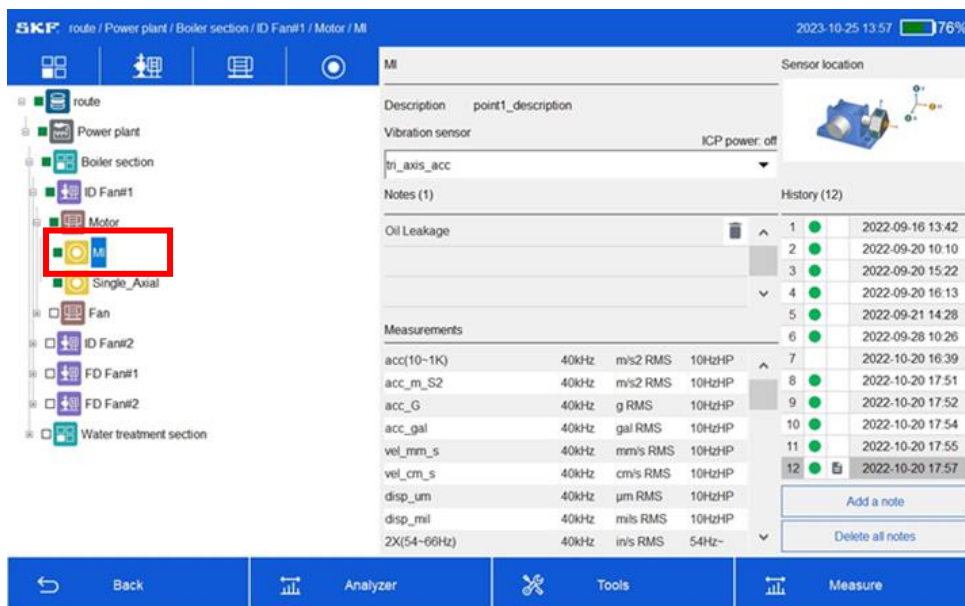 SKF. route / Power plant / Boiler section / ID Fan#1 / Motor / MI 2023-10-25 13:57 76%
MI
Sensor location
route
Power plant
Boiler section
ID Fan#1
Motor
MI
Single_Axial
Fan
ID Fan#2
FD Fan#1
FD Fan#2
Water treatment section
Description point1_description
Vibration sensor ICP power: off
tri_axis_acc
Notes (1)
Oil Leakage
Measurements
acc(10~1K) 40kHz m/s2 RMS 10HzHP
acc_m_S2 40kHz m/s2 RMS 10HzHP
acc_G 40kHz g RMS 10HzHP
acc_gal 40kHz gal RMS 10HzHP
vel_mm_s 40kHz mm/s RMS 10HzHP
vel_cm_s 40kHz cm/s RMS 10HzHP
disp_um 40kHz µm RMS 10HzHP
disp_mil 40kHz mils RMS 10HzHP
2X(54~66Hz) 40kHz in/s RMS 54Hz~
History (12)
1 2022-09-16 13:42
2 2022-09-20 10:10
3 2022-09-20 15:22
4 2022-09-20 16:13
5 2022-09-21 14:28
6 2022-09-28 10:26
7 2022-10-20 16:39
8 2022-10-20 17:51
9 2022-10-20 17:52
10 2022-10-20 17:54
11 2022-10-20 17:55
12 2022-10-20 17:57
Add a note
Delete all notes
Back Analyzer Tools Measure